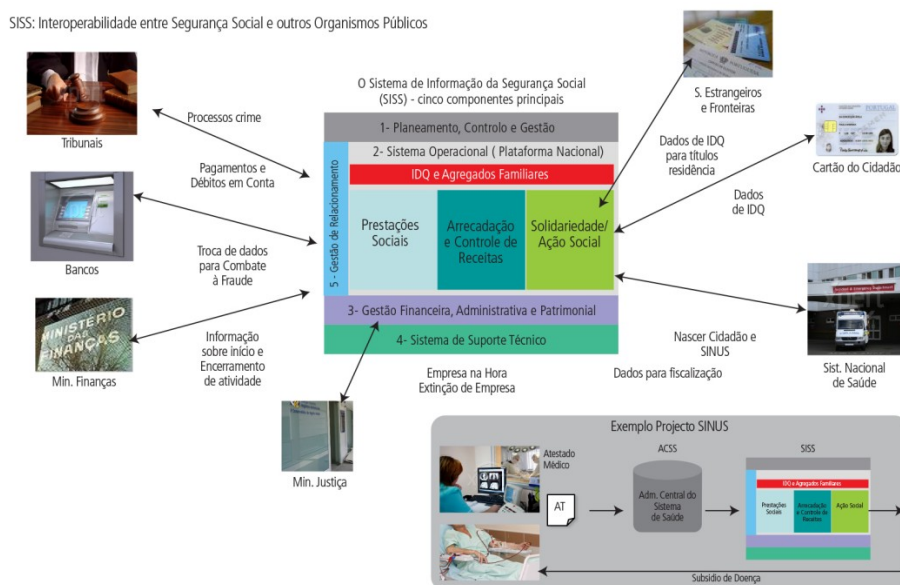 SISS: Interoperabilidade entre Segurança Social e outros Organismos Públicos
Tribunais
Processos crime
Pagamentos e
Débitos em Conta
Bancos
Troca de dados
para Combate
à Fraude
MINISTÉRIO
DAS
FINANÇAS
Min. Finanças
Informação
sobre início e
Encerramento
de atividade
Min. Justiça
O Sistema de Informação da Segurança Social
(SISS) - cinco componentes principais
1- Planeamento, Controlo e Gestão
2- Sistema Operacional ( Plataforma Nacional)
IDQ e Agregados Familiares
5 - Gestão de Relacionamento
Prestações
Sociais
Arrecadação
e Controle de
Receitas
Solidariedade/
Ação Social
3- Gestão Financeira, Administrativa e Patrimonial
4- Sistema de Suporte Técnico
Empresa na Hora
Extinção de Empresa
S. Estrangeiros
e Fronteiras
Dados de IDQ
para títulos
residência
PORTUGAL
Cartão do Cidadão
Dados
de IDQ
Nascer Cidadão e
SINUS
Dados para fiscalização
Sist. Nacional
de Saúde
Exemplo Projecto SINUS
Atestado
Médico
AT
ACSS
Adm. Central do
Sistema
de Saúde
SISS
IDQ e Agregados Familiares
Prestações
Sociais
Arrecadação
e Controlo de
Receitas
Ação Social
Subsidio de Doença